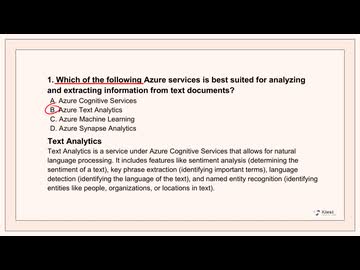 1. Which of the following Azure services is best suited for analyzing
and extracting information from text documents?
A. Azure Cognitive Services
B. Azure Text Analytics
C. Azure Machine Learning
D. Azure Synapse Analytics
Text Analytics
Text Analytics is a service under Azure Cognitive Services that allows for natural
language processing. It includes features like sentiment analysis (determining the
sentiment of a text), key phrase extraction (identifying important terms), language
detection (identifying the language of the text), and named entity recognition (identifying
entities like people, organizations, or locations in text).